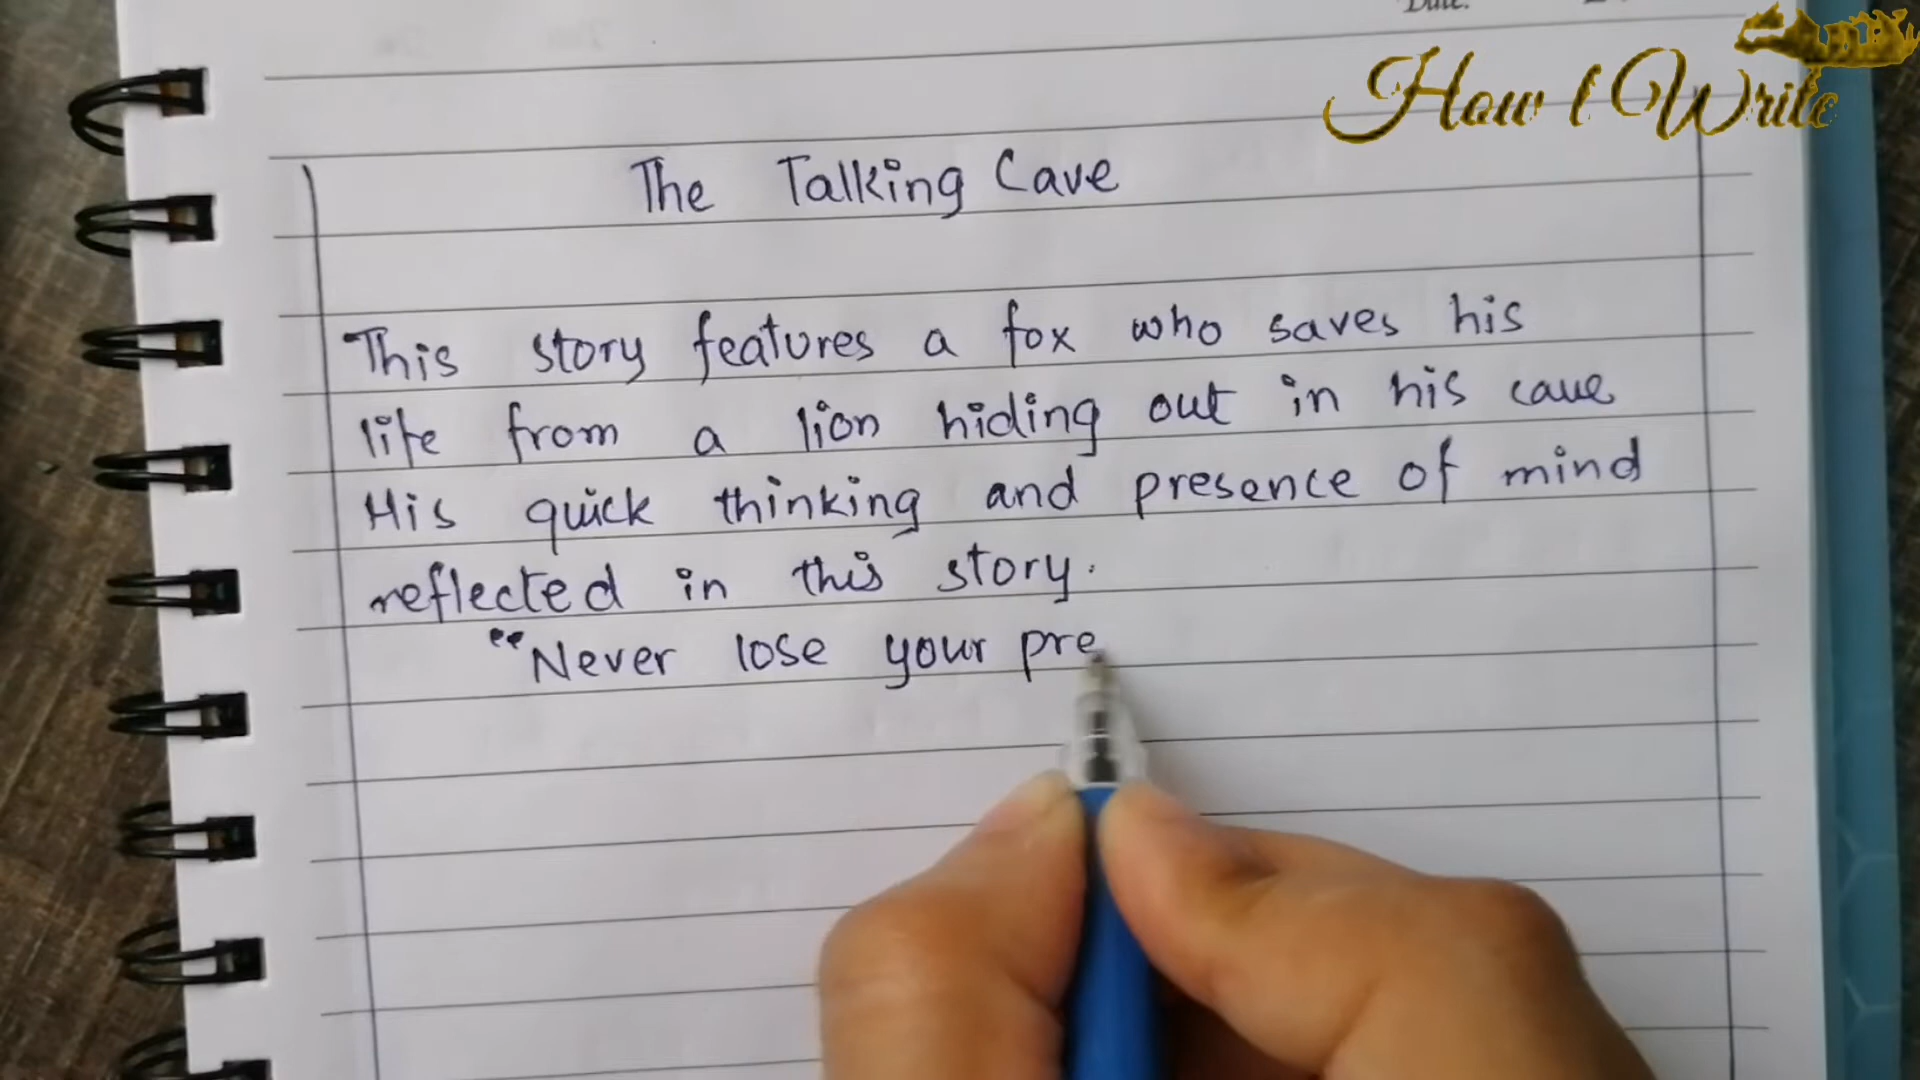 Date:
How I Write
The Talking Cave
This story features a fox who saves his
life from a lion hiding out in his cave
His quick thinking and presence of mind
reflected in this story.
"Never lose your pre